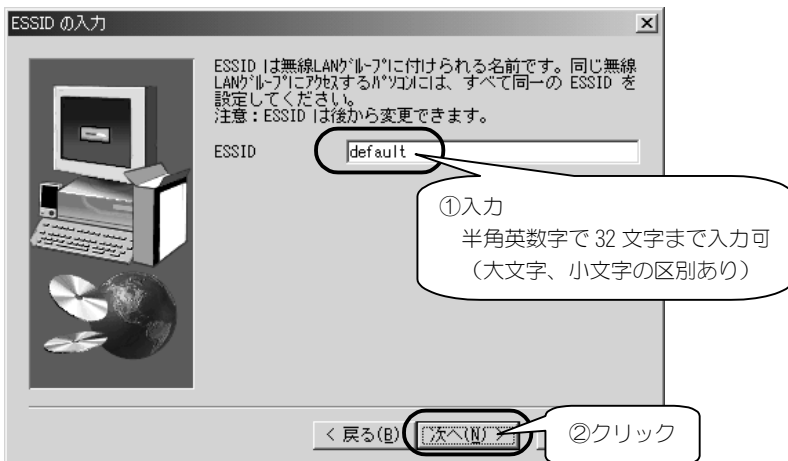 ESSID の入力
ESSID は無線LANグループに付けられる名前です。同じ無線
LANグループにアクセスするパソコンには、すべて同一の ESSID を
設定してください。
注意：ESSID は後から変更できます。
ESSID
default
①入力
半角英数字で 32 文字まで入力可
（大文字、小文字の区別あり）
< 戻る(B)
次へ(N) >
②クリック